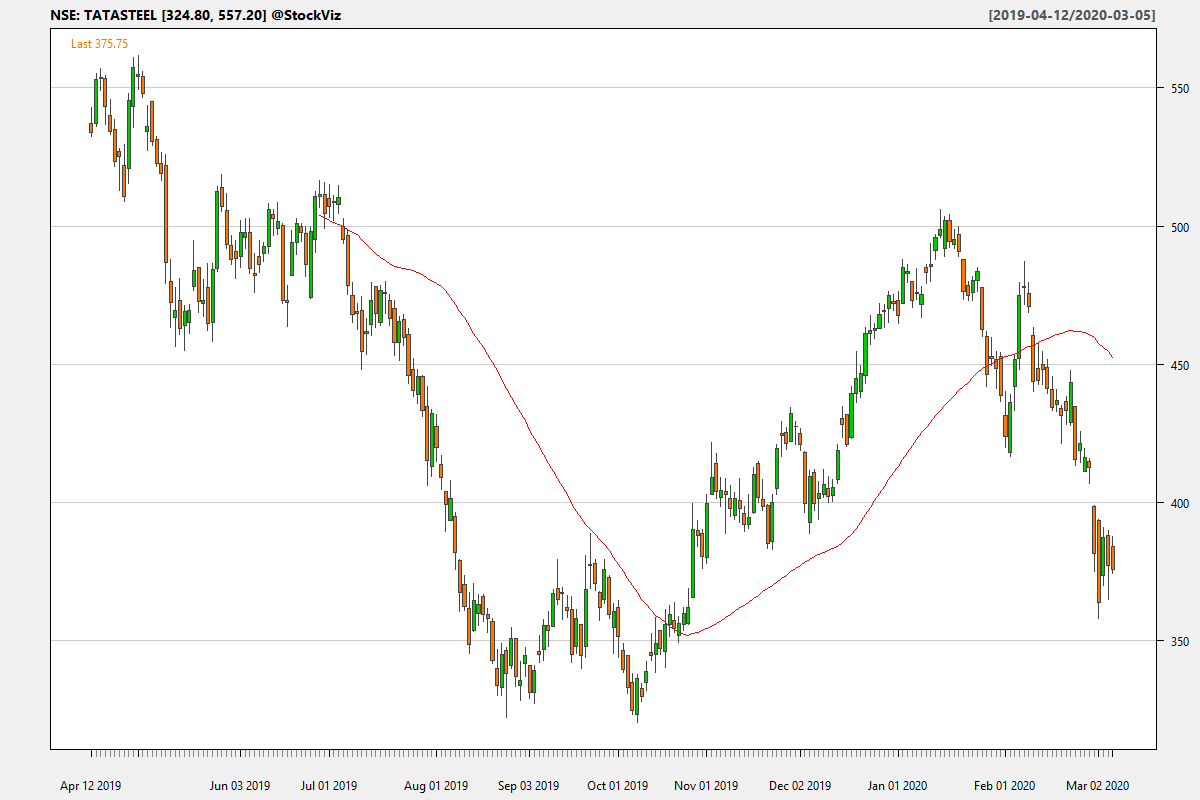 NSE: TATASTEEL [324.80, 557.20] @StockViz [2019-04-12/2020-03-05]
Last 375.75
550
500
450
400
350
Apr 12 2019 Jun 03 2019 Jul 01 2019 Aug 01 2019 Sep 03 2019 Oct 01 2019 Nov 01 2019 Dec 02 2019 Jan 01 2020 Feb 01 2020 Mar 02 2020